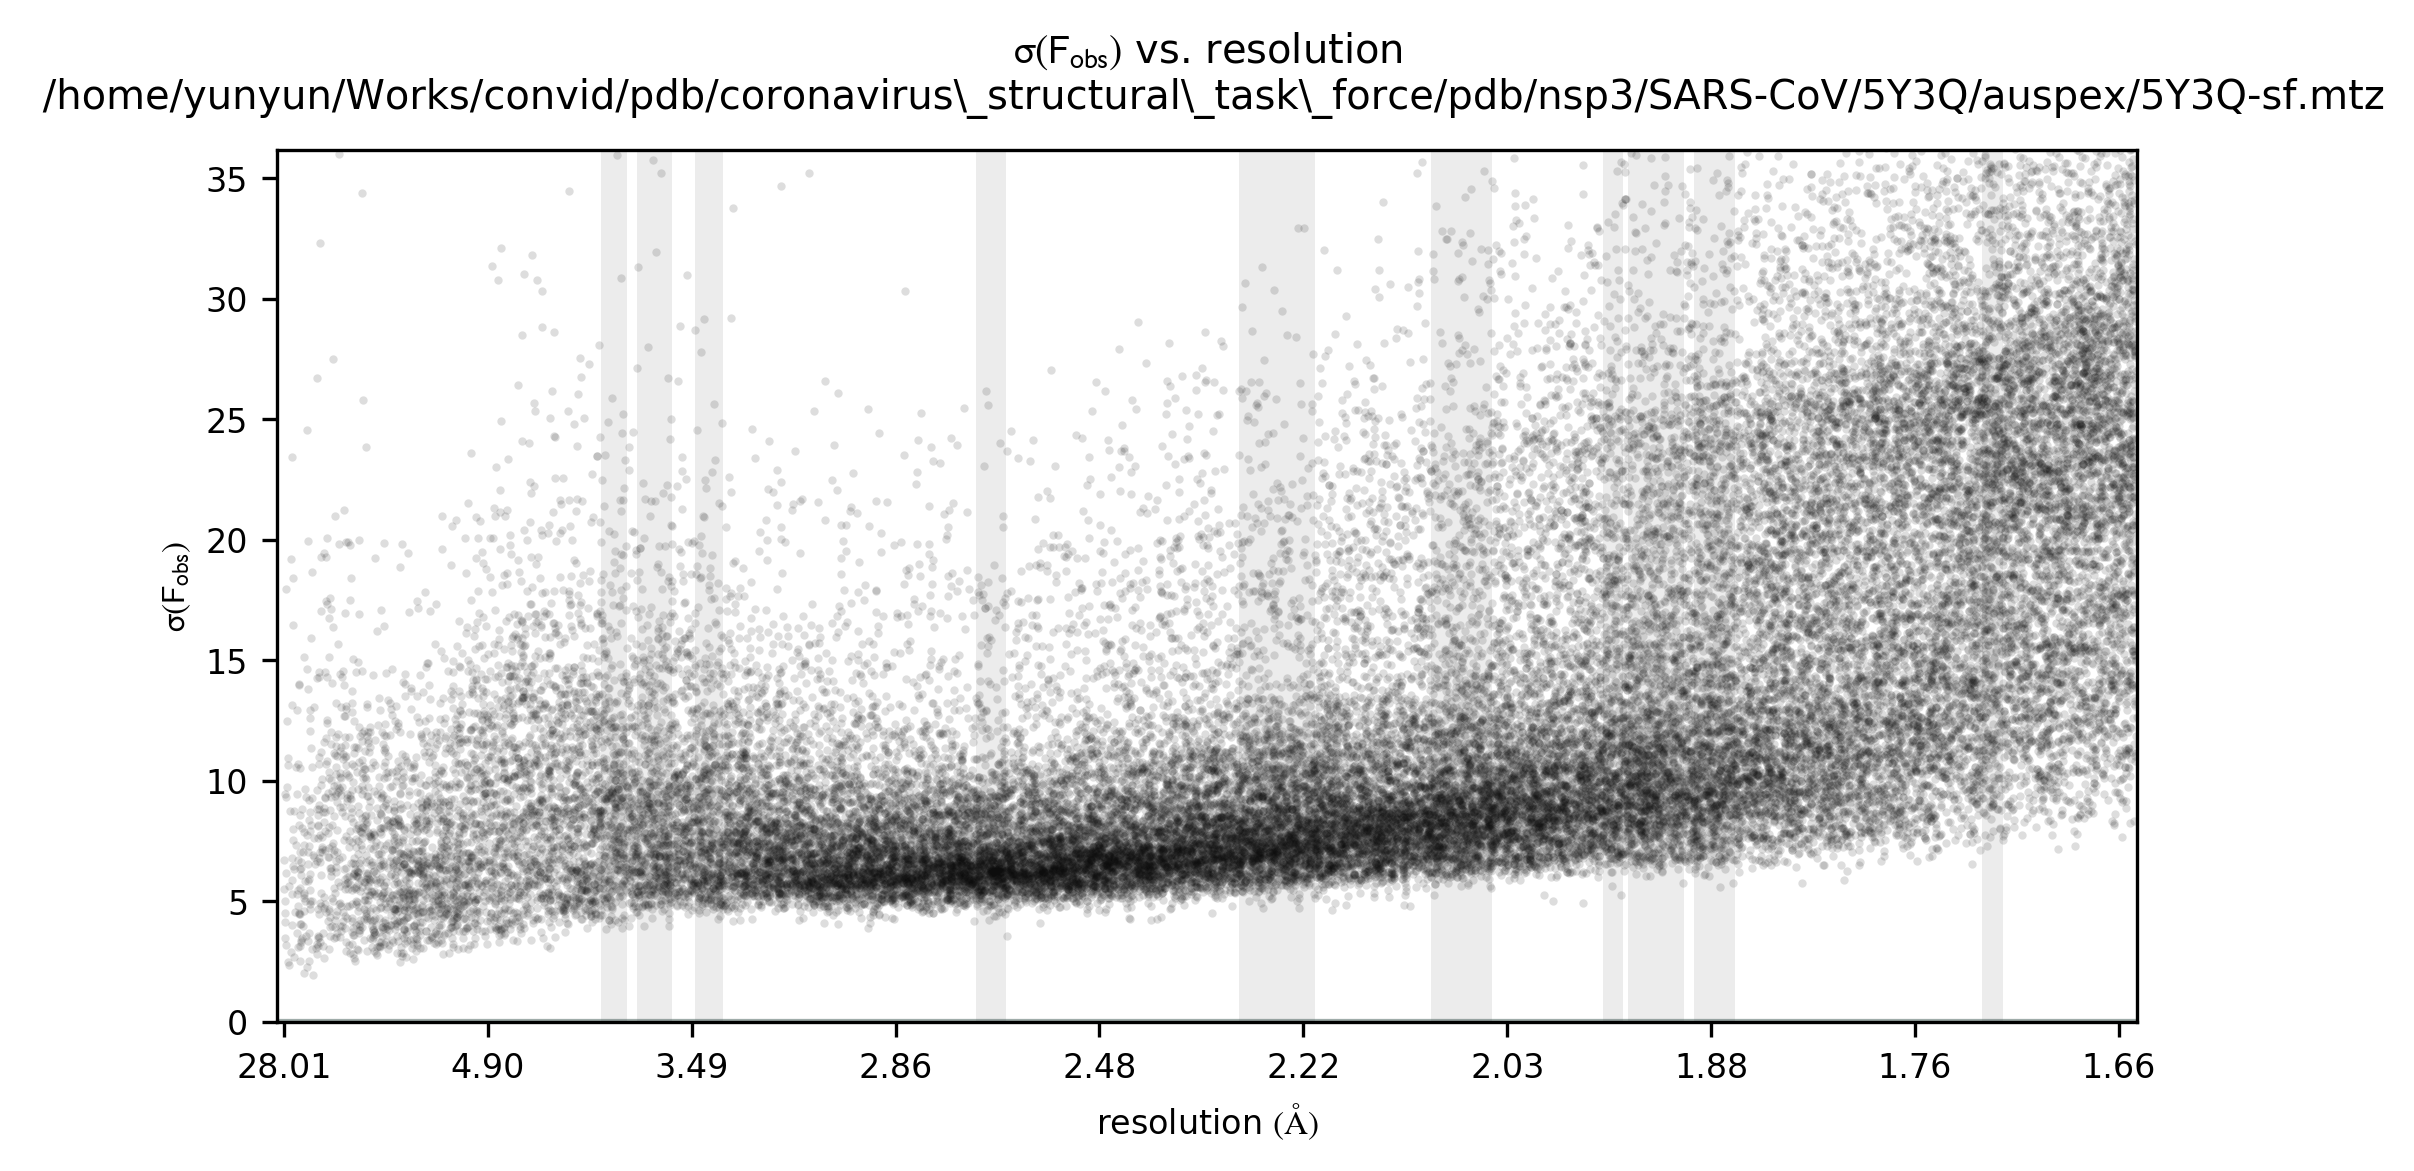 σ(Fobs) vs. resolution
/home/yunyun/Works/convid/pdb/coronavirus\_structural\_task\_force/pdb/nsp3/SARS-CoV/5Y3Q/auspex/5Y3Q-sf.mtz
σ(Fobs)
35
30
25
20
15
10
5
0
28.01 4.90 3.49 2.86 2.48 2.22 2.03 1.88 1.76 1.66
resolution (Å)